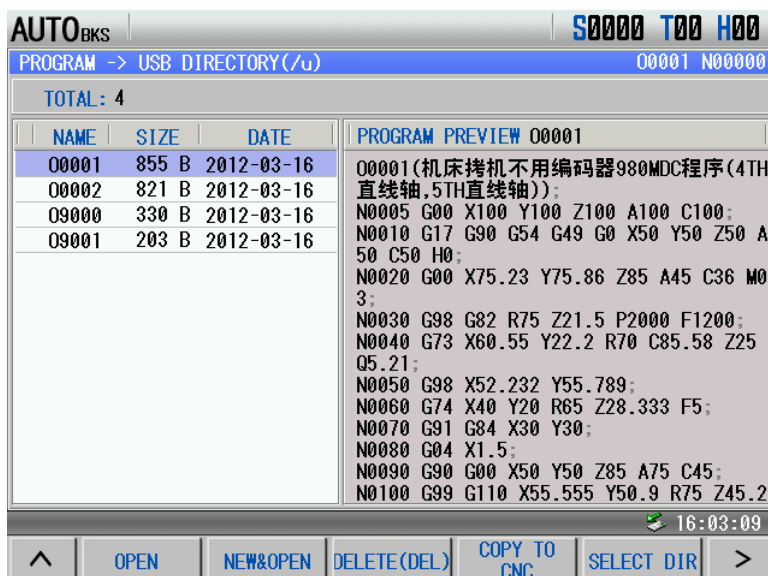 AUTO BKS
S0000 T00 H00
PROGRAM -> USB DIRECTORY(/u)
O0001 N00000
TOTAL: 4
NAME SIZE DATE
O0001 855 B 2012-03-16
O0002 821 B 2012-03-16
O9000 330 B 2012-03-16
O9001 203 B 2012-03-16
PROGRAM PREVIEW O0001
O0001(机床拷机不用编码器980MDC程序(4TH
直线轴,5TH直线轴));
N0005 G00 X100 Y100 Z100 A100 C100;
N0010 G17 G90 G54 G49 G0 X50 Y50 Z50 A
50 C50 H0;
N0020 G00 X75.23 Y75.86 Z85 A45 C36 M0
3;
N0030 G98 G82 R75 Z21.5 P2000 F1200;
N0040 G73 X60.55 Y22.2 R70 C85.58 Z25
Q5.21;
N0050 G98 X52.232 Y55.789;
N0060 G74 X40 Y20 R65 Z28.333 F5;
N0070 G91 G84 X30 Y30;
N0080 G04 X1.5;
N0090 G90 G00 X50 Y50 Z85 A75 C45;
N0100 G99 G110 X55.555 Y50.9 R75 Z45.2
16:03:09
OPEN
NEW&OPEN
DELETE(DEL)
COPY TO
CNC
SELECT DIR
>